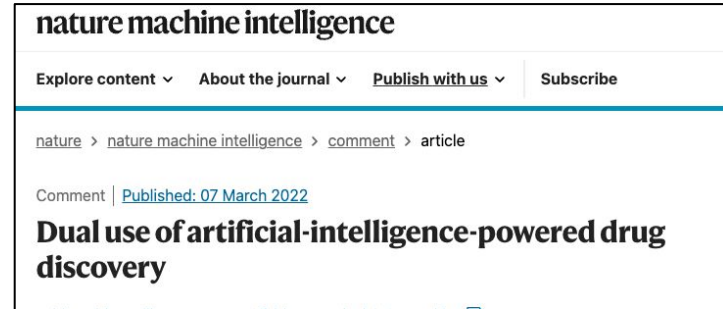 nature machine intelligence
Explore content About the journal Publish with us Subscribe
nature > nature machine intelligence > comment > article
Comment | Published: 07 March 2022
Dual use of artificial-intelligence-powered drug
discovery